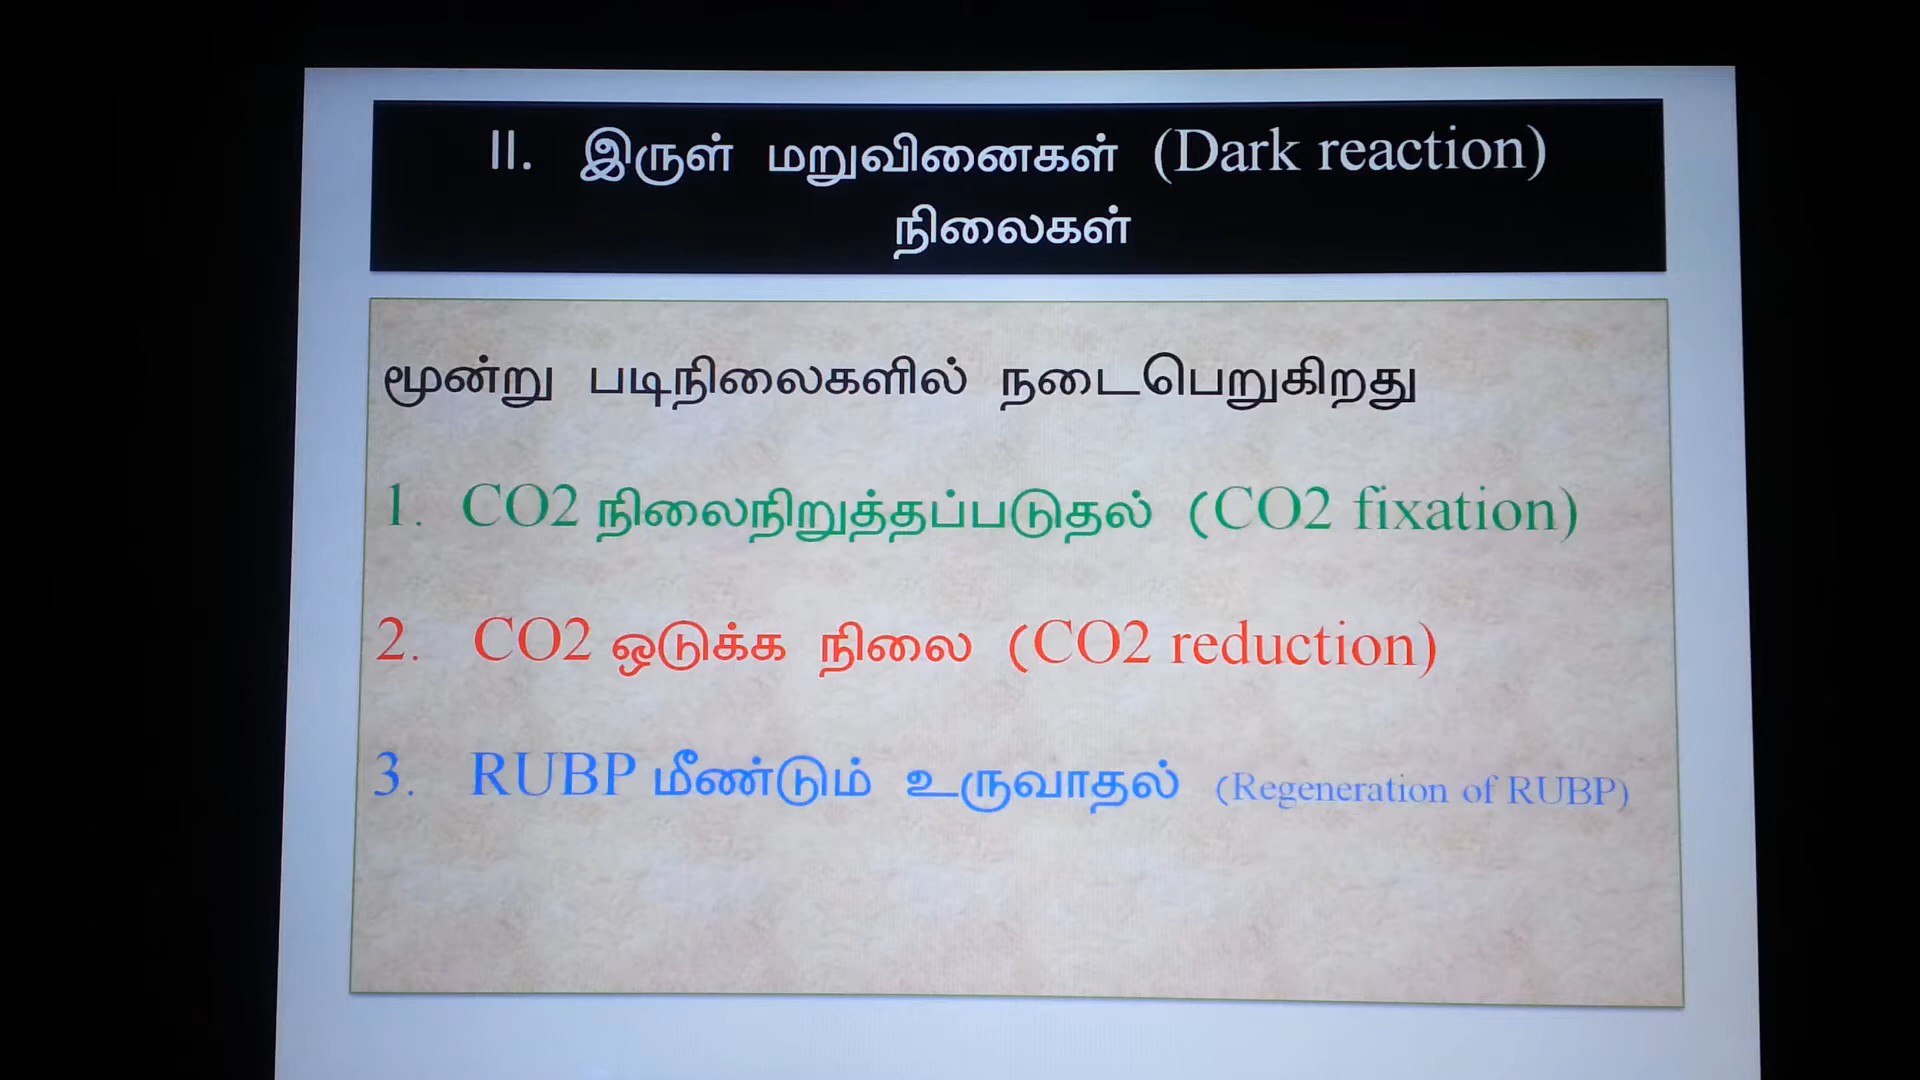 II. இருள் மறுவினைகள் (Dark reaction)
நிலைகள்
மூன்று படிநிலைகளில் நடைபெறுகிறது
1. CO2 நிலைநிறுத்தப்படுதல் (CO2 fixation)
2. CO2 ஒடுக்க நிலை (CO2 reduction)
3. RUBP மீண்டும் உருவாதல் (Regeneration of RUBP)